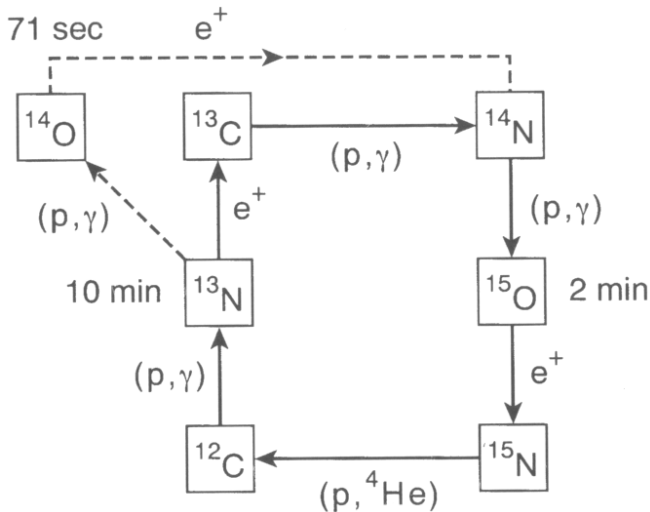 71 sec e⁺
¹⁴O ¹³C ¹⁴N
(p,γ)
(p,γ) e⁺ (p,γ)
10 min ¹³N ¹⁵O 2 min
(p,γ) e⁺
¹²C ¹⁵N
(p,⁴He)